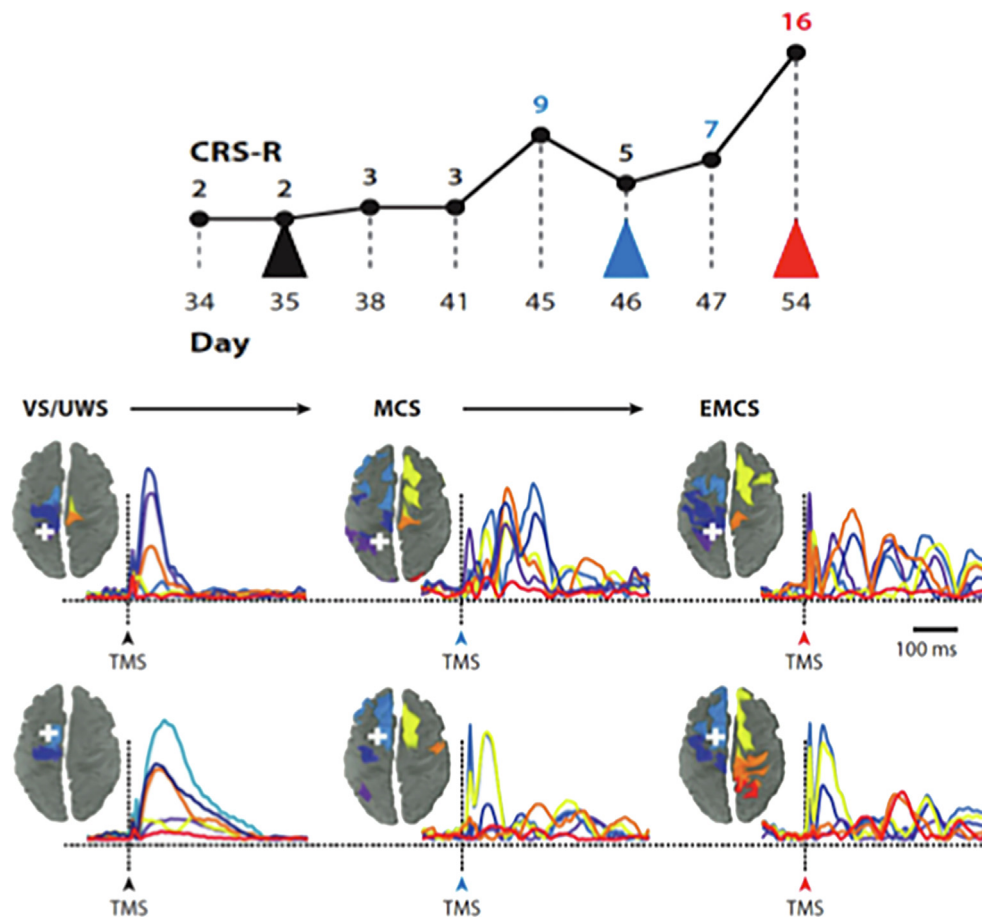 16
9
7
CRS-R
5
2 2 3 3
34 35 38 41 45 46 47 54
Day
VS/UWS MCS EMCS
100 ms
TMS TMS TMS
TMS TMS TMS